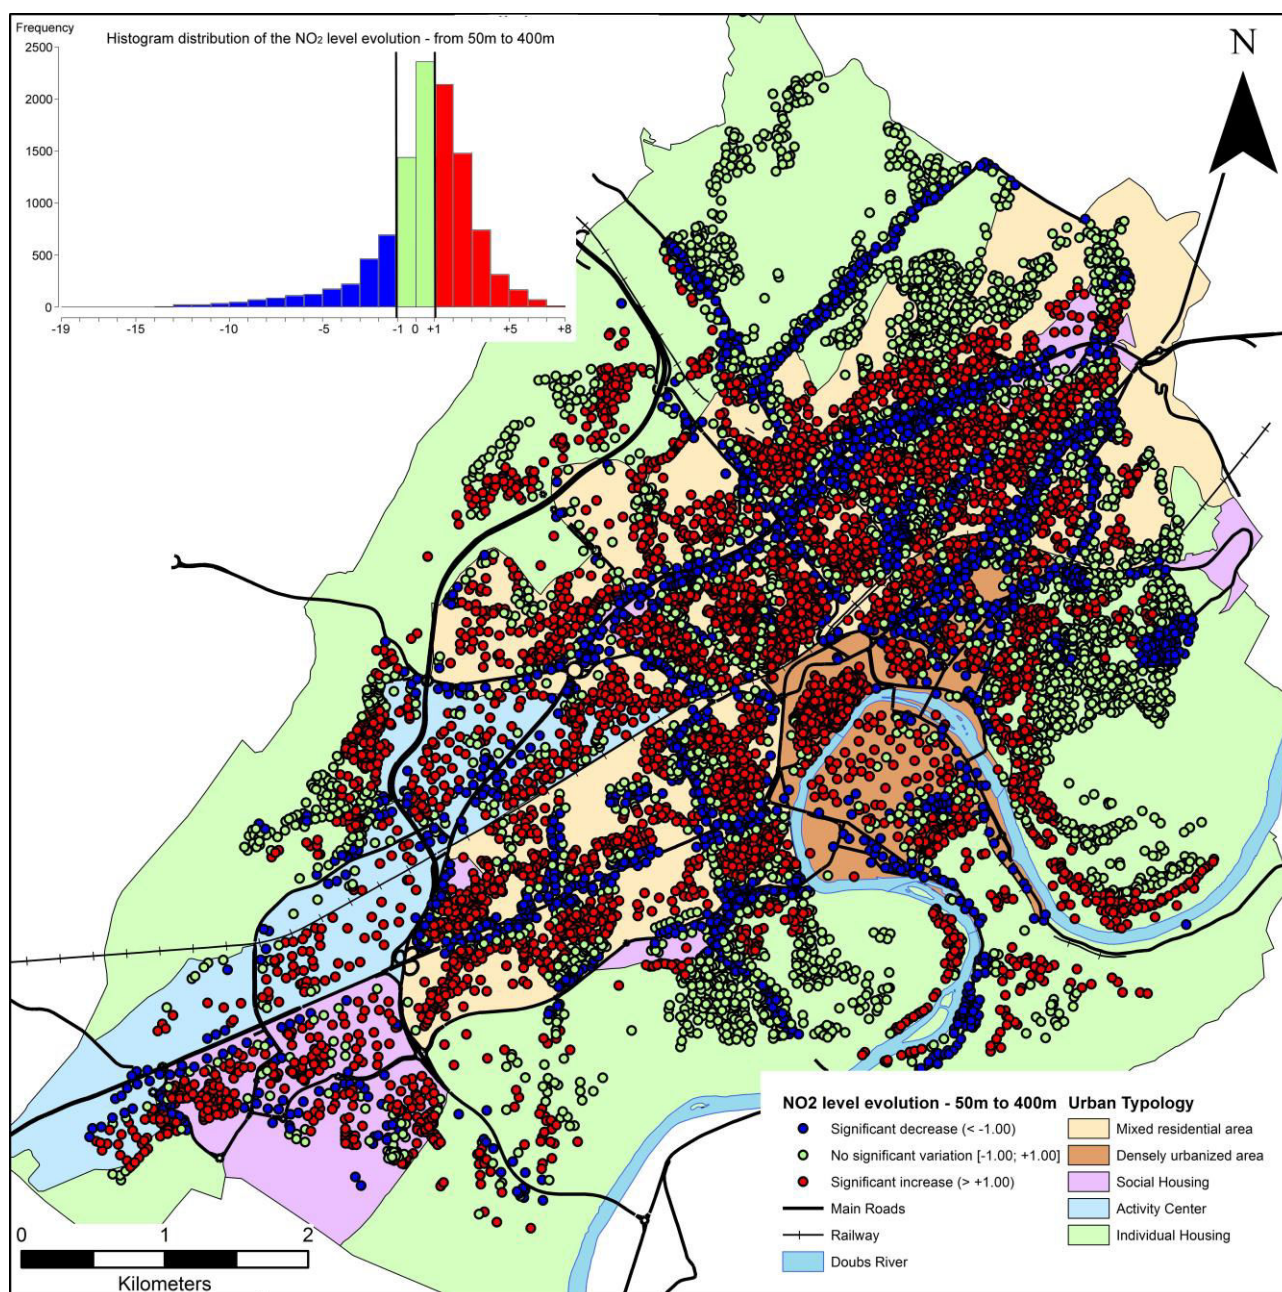 Frequency
Histogram distribution of the NO2 level evolution - from 50m to 400m
2500
2000
1500
1000
500
0
-19 -10 -5 -1 0 +1 +5 +8
N
NO2 level evolution - 50m to 400m
Significant decrease (< -1.00)
No significant variation [-1.00; +1.00]
Significant increase (> +1.00)
Main Roads
Railway
Doubs River
Urban Typology
Mixed residential area
Densely urbanized area
Social Housing
Activity Center
Individual Housing
0 1 2
Kilometers